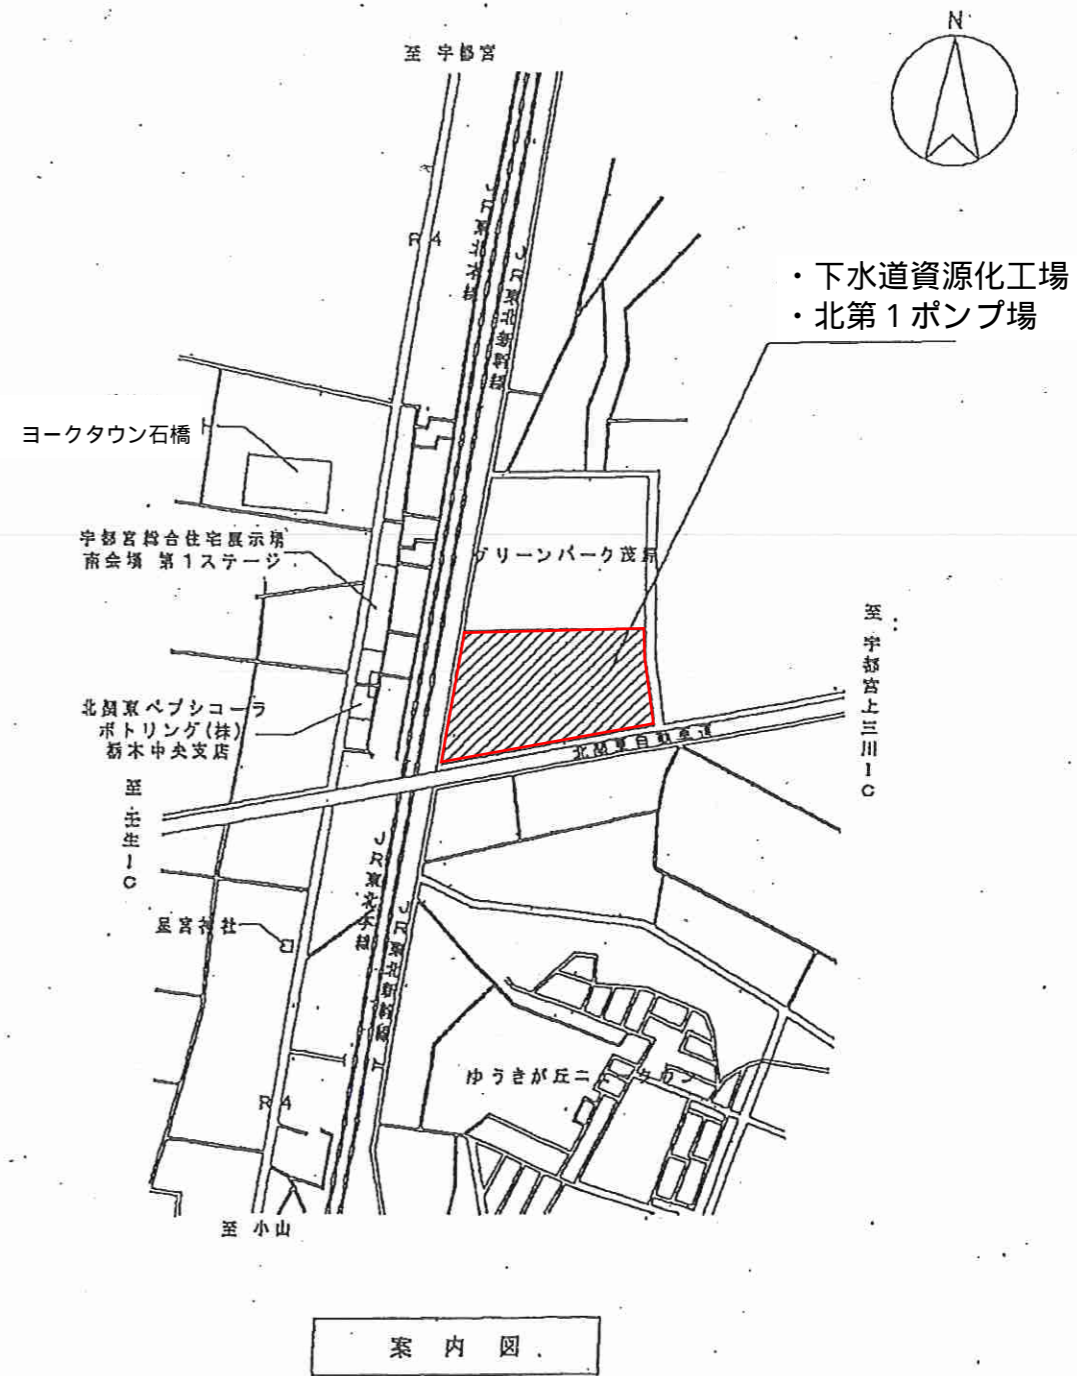 至 宇都宮
N
R4
JR東北本線
JR東北新幹線
・下水道資源化工場
・北第1ポンプ場
ヨークタウン石橋
宇都宮総合住宅展示場
南会場 第1ステージ
グリーンパーク茂原
至 宇都宮上三川IC
北関東ペプシコーラ
ボトリング(株)
栃木中央支店
北関東自動車道
至 壬生IC
JR東北本線
JR東北新幹線
星宮神社
ゆうきが丘ニュータウン
R4
至 小山
案内図